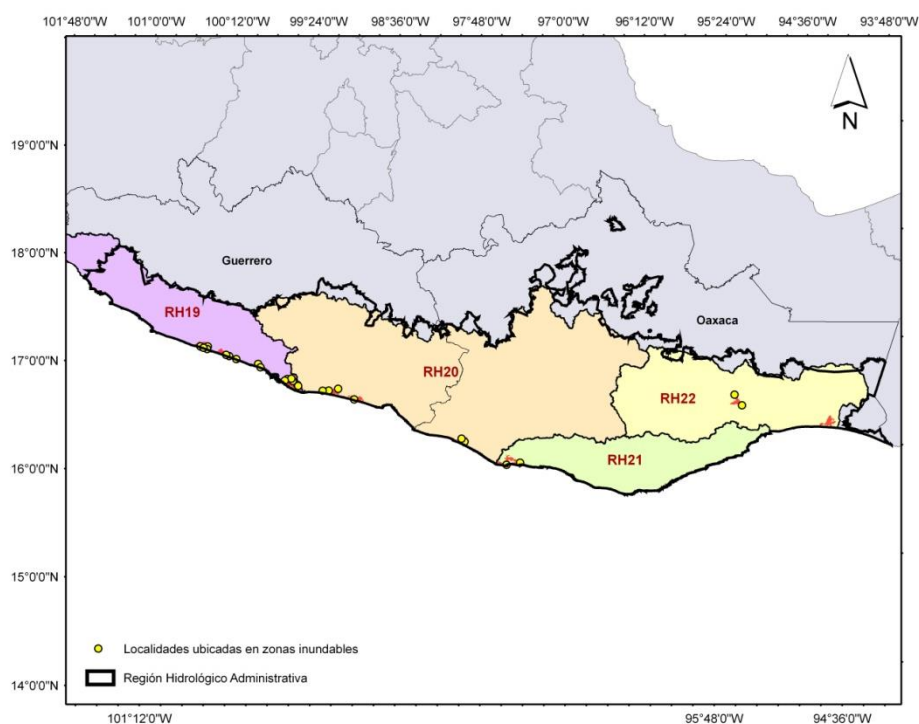 101°48'0"W 101°0'0"W 100°12'0"W 99°24'0"W 98°36'0"W 97°48'0"W 97°0'0"W 96°12'0"W 95°24'0"W 94°36'0"W 93°48'0"W
N
19°0'0"N
18°0'0"N
Guerrero
RH19
Oaxaca
17°0'0"N
RH20
RH22
16°0'0"N
RH21
15°0'0"N
Localidades ubicadas en zonas inundables
Región Hidrológico Administrativa
14°0'0"N
101°12'0"W 95°48'0"W 94°36'0"W